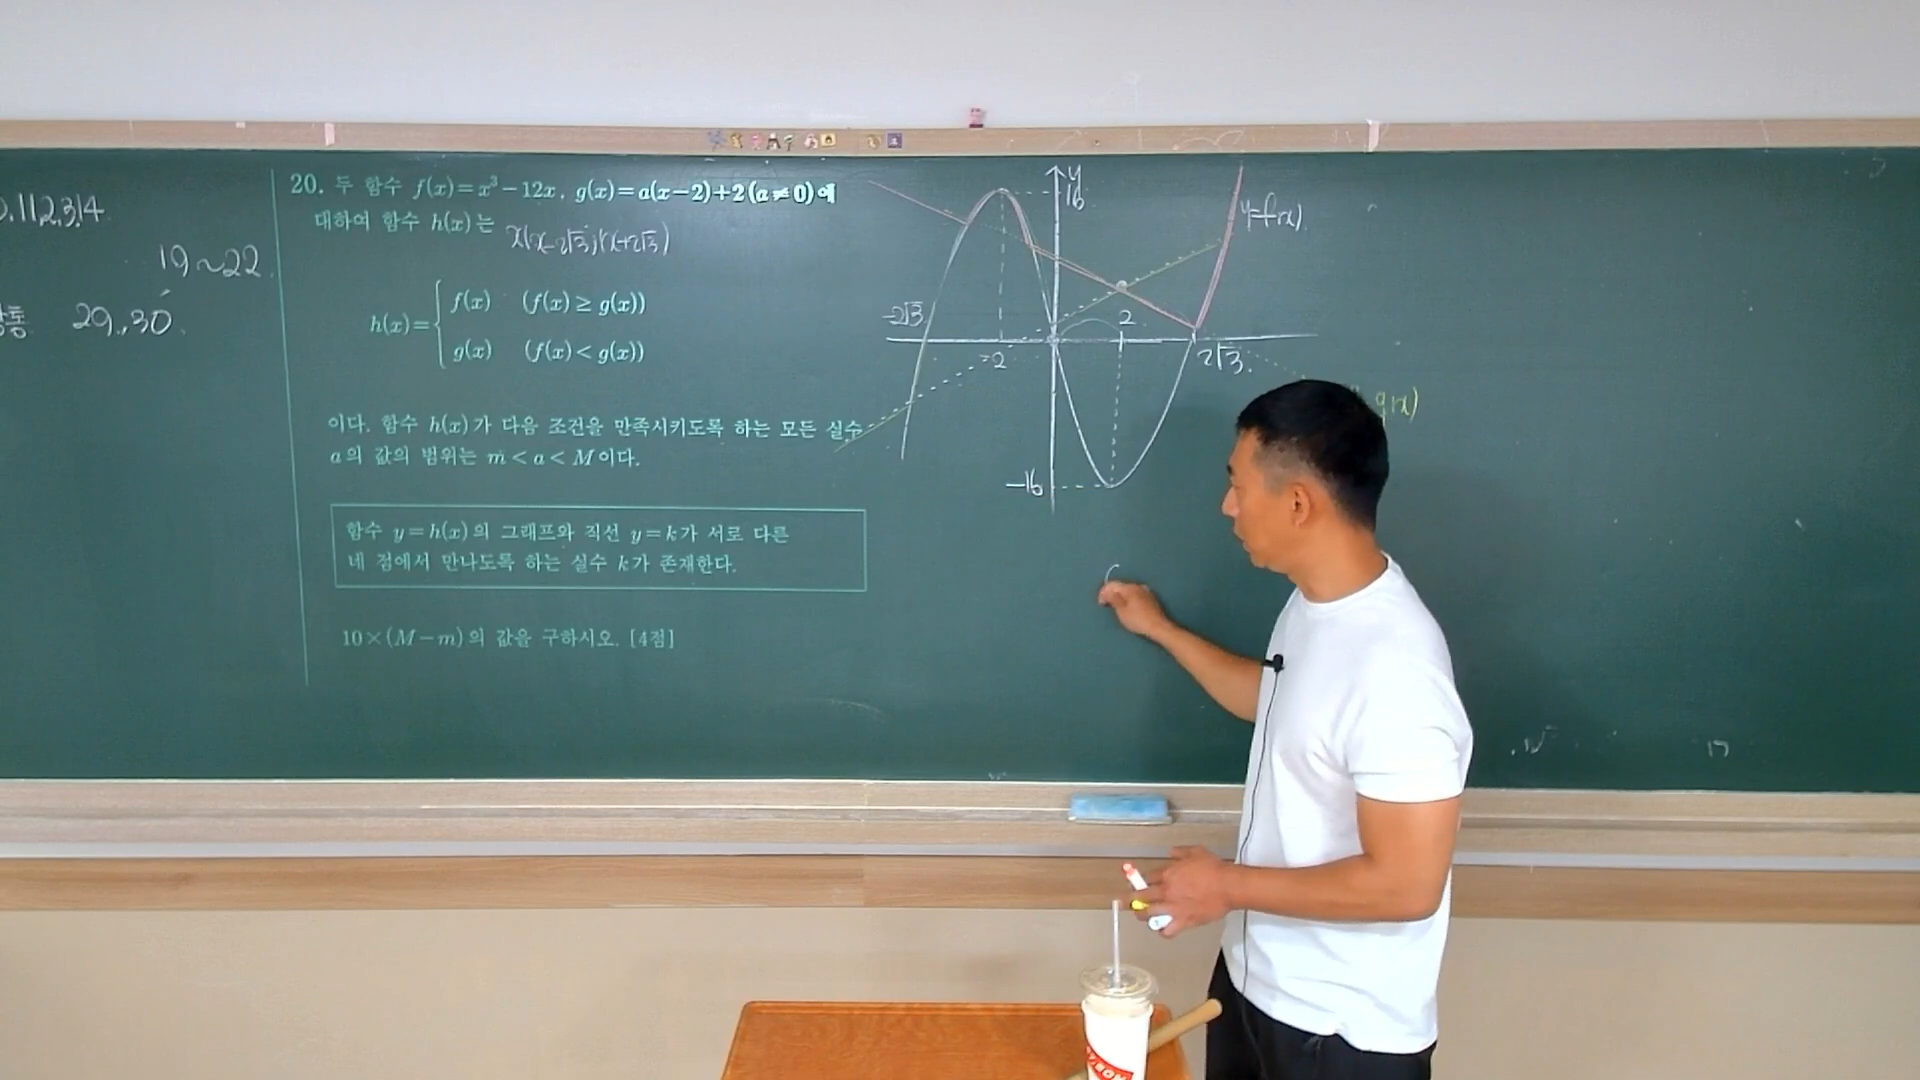 0.11,12,13,14
19~22.
공통 29.,30.
20. 두 함수 f(x)=x³-12x, g(x)=a(x-2)+2 (a≠0)에
대하여 함수 h(x)는
x(x-2√3)(x+2√3)
h(x)= { f(x) (f(x)≥g(x))
g(x) (f(x)<g(x))
이다. 함수 h(x)가 다음 조건을 만족시키도록 하는 모든 실수
a의 값의 범위는 m<a<M이다.
함수 y=h(x)의 그래프와 직선 y=k가 서로 다른
네 점에서 만나도록 하는 실수 k가 존재한다.
10×(M-m)의 값을 구하시오. [4점]
y
16
y=f(x)
-2√3
2
-2
2√3.
g(x)
-16